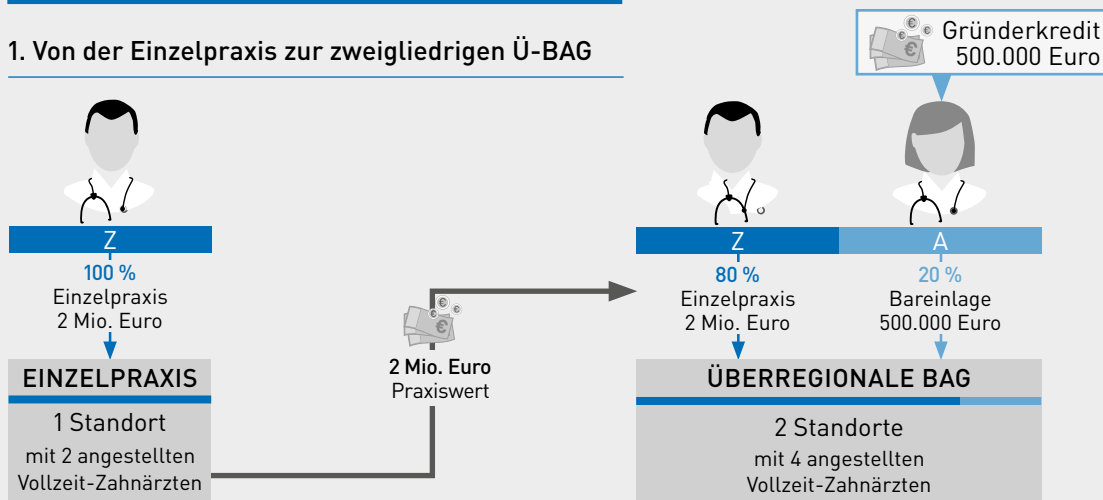 1. Von der Einzelpraxis zur zweigliedrigen Ü-BAG
Gründerkredit
500.000 Euro
Z
100 %
Einzelpraxis
2 Mio. Euro
EINZELPRAXIS
1 Standort
mit 2 angestellten
Vollzeit-Zahnärzten
2 Mio. Euro
Praxiswert
Z
80 %
Einzelpraxis
2 Mio. Euro
A
20 %
Bareinlage
500.000 Euro
ÜBERREGIONALE BAG
2 Standorte
mit 4 angestellten
Vollzeit-Zahnärzten